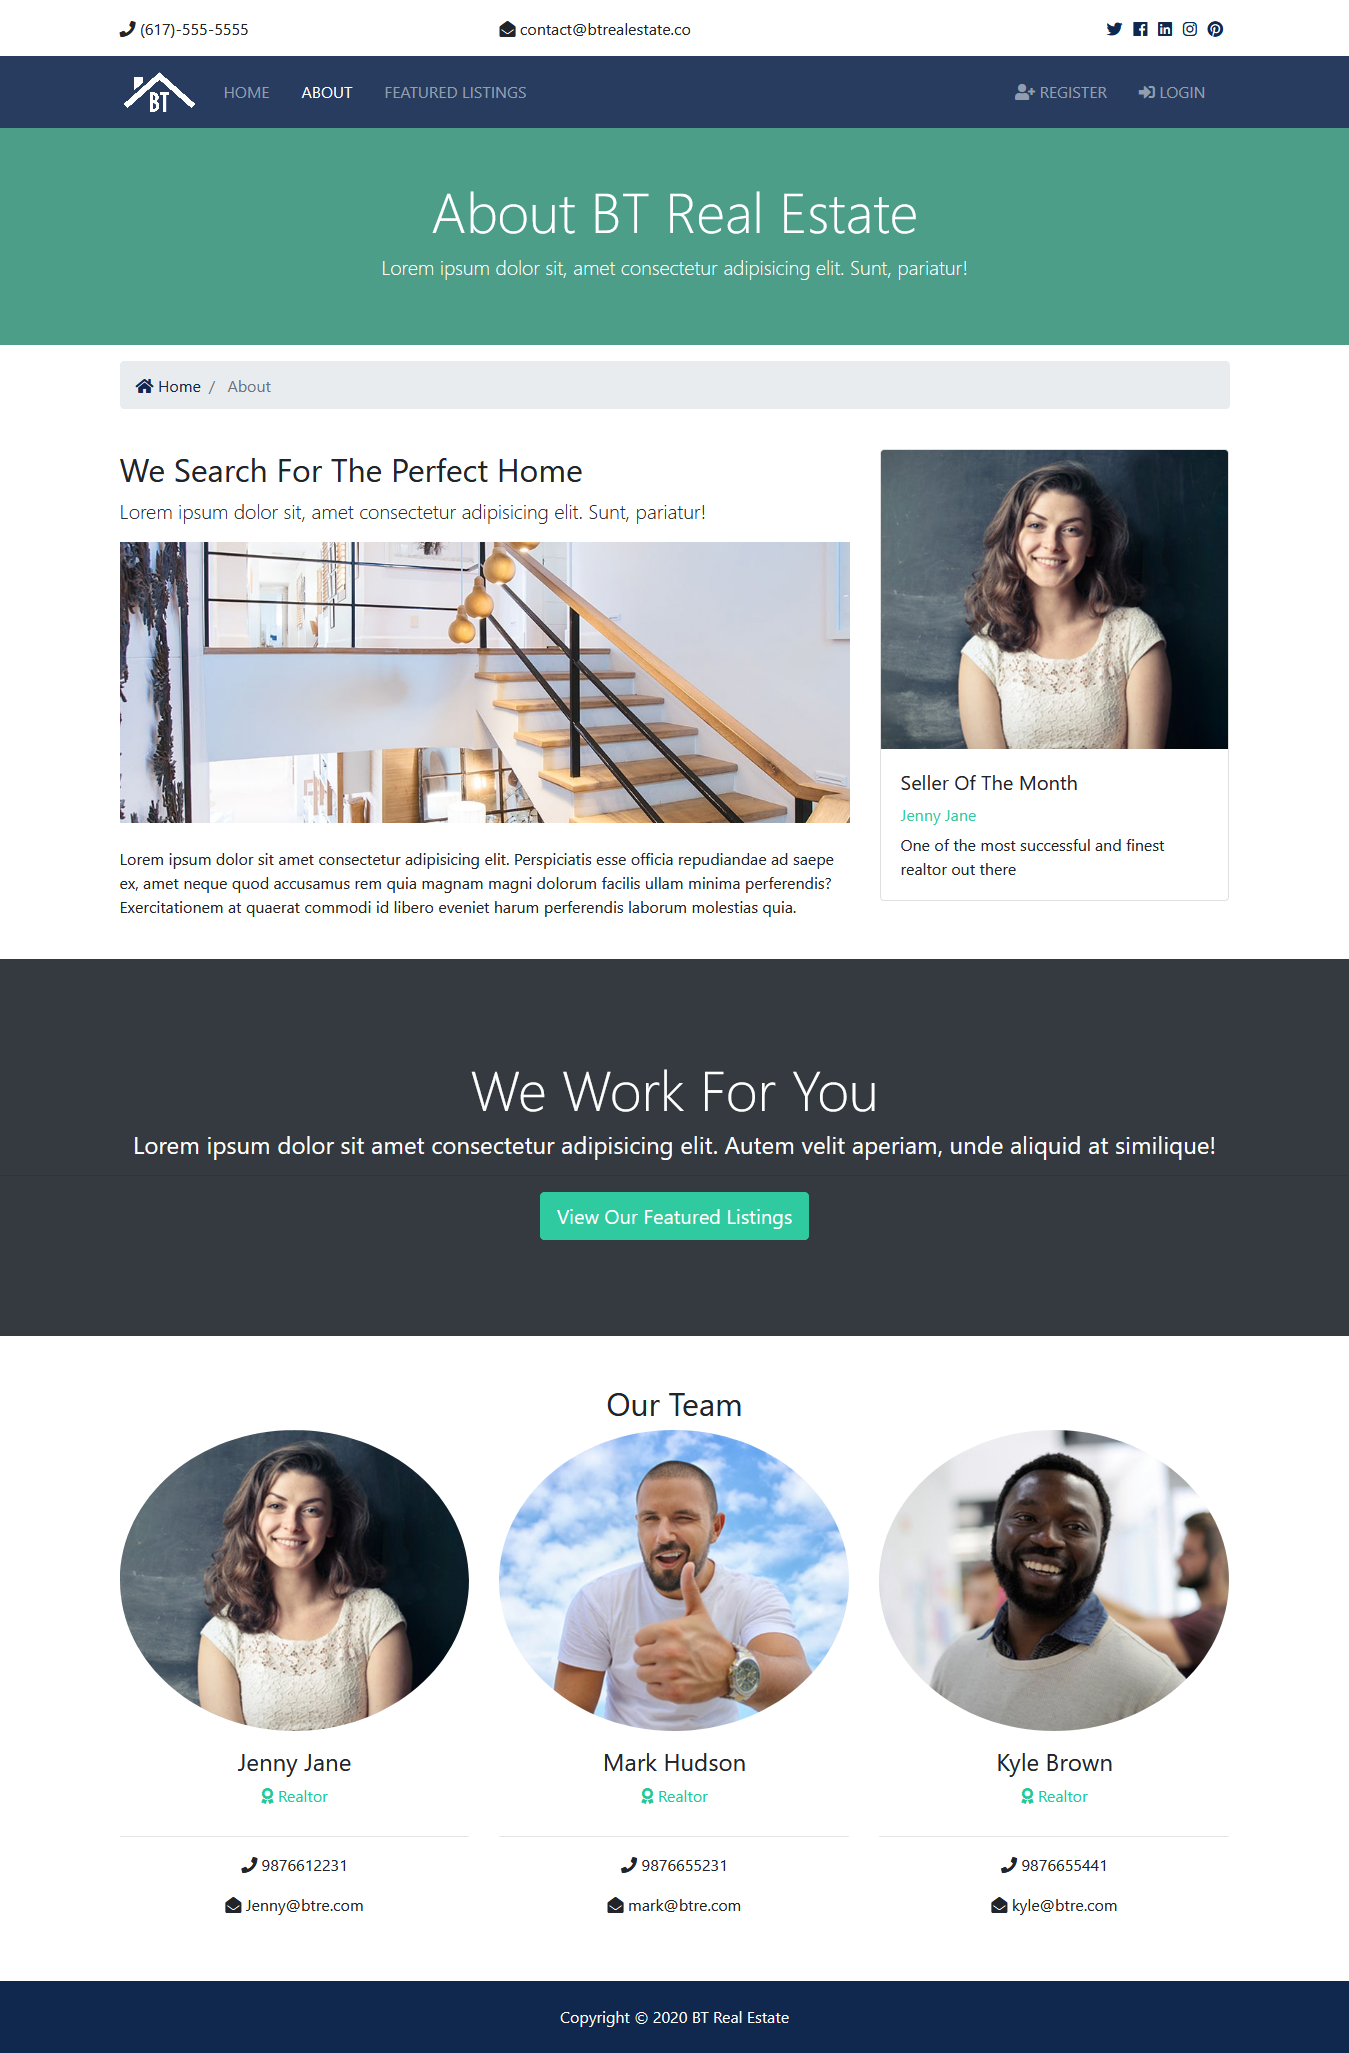 (617)-555-5555
contact@btrealestate.co
BT
HOME
ABOUT
FEATURED LISTINGS
REGISTER
LOGIN
About BT Real Estate
Lorem ipsum dolor sit, amet consectetur adipisicing elit. Sunt, pariatur!
Home / About
We Search For The Perfect Home
Lorem ipsum dolor sit, amet consectetur adipisicing elit. Sunt, pariatur!
Lorem ipsum dolor sit amet consectetur adipisicing elit. Perspiciatis esse officia repudiandae ad saepe
ex, amet neque quod accusamus rem quia magnam magni dolorum facilis ullam minima perferendis?
Exercitationem at quaerat commodi id libero eveniet harum perferendis laborum molestias quia.
Seller Of The Month
Jenny Jane
One of the most successful and finest
realtor out there
We Work For You
Lorem ipsum dolor sit amet consectetur adipisicing elit. Autem velit aperiam, unde aliquid at similique!
View Our Featured Listings
Our Team
Jenny Jane
Realtor
9876612231
Jenny@btre.com
Mark Hudson
Realtor
9876655231
mark@btre.com
Kyle Brown
Realtor
9876655441
kyle@btre.com
Copyright © 2020 BT Real Estate